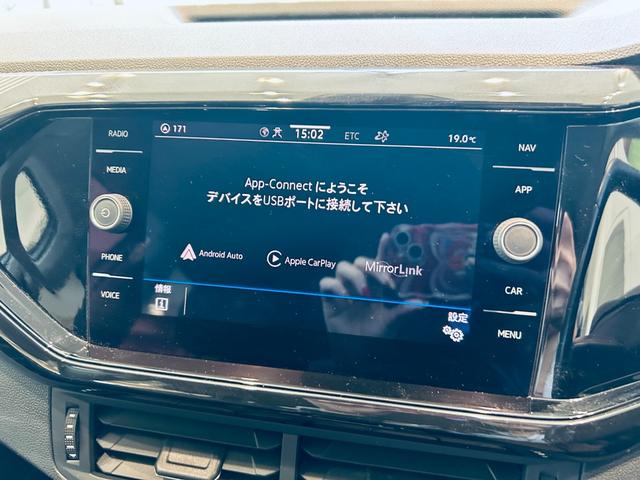 RADIO
MEDIA
PHONE
VOICE
171
15:02
ETC
19.0℃
App-Connect にようこそ
デバイスをUSBポートに接続して下さい
Android Auto
Apple CarPlay
MirrorLink
情報
i
設定
NAV
APP
CAR
MENU